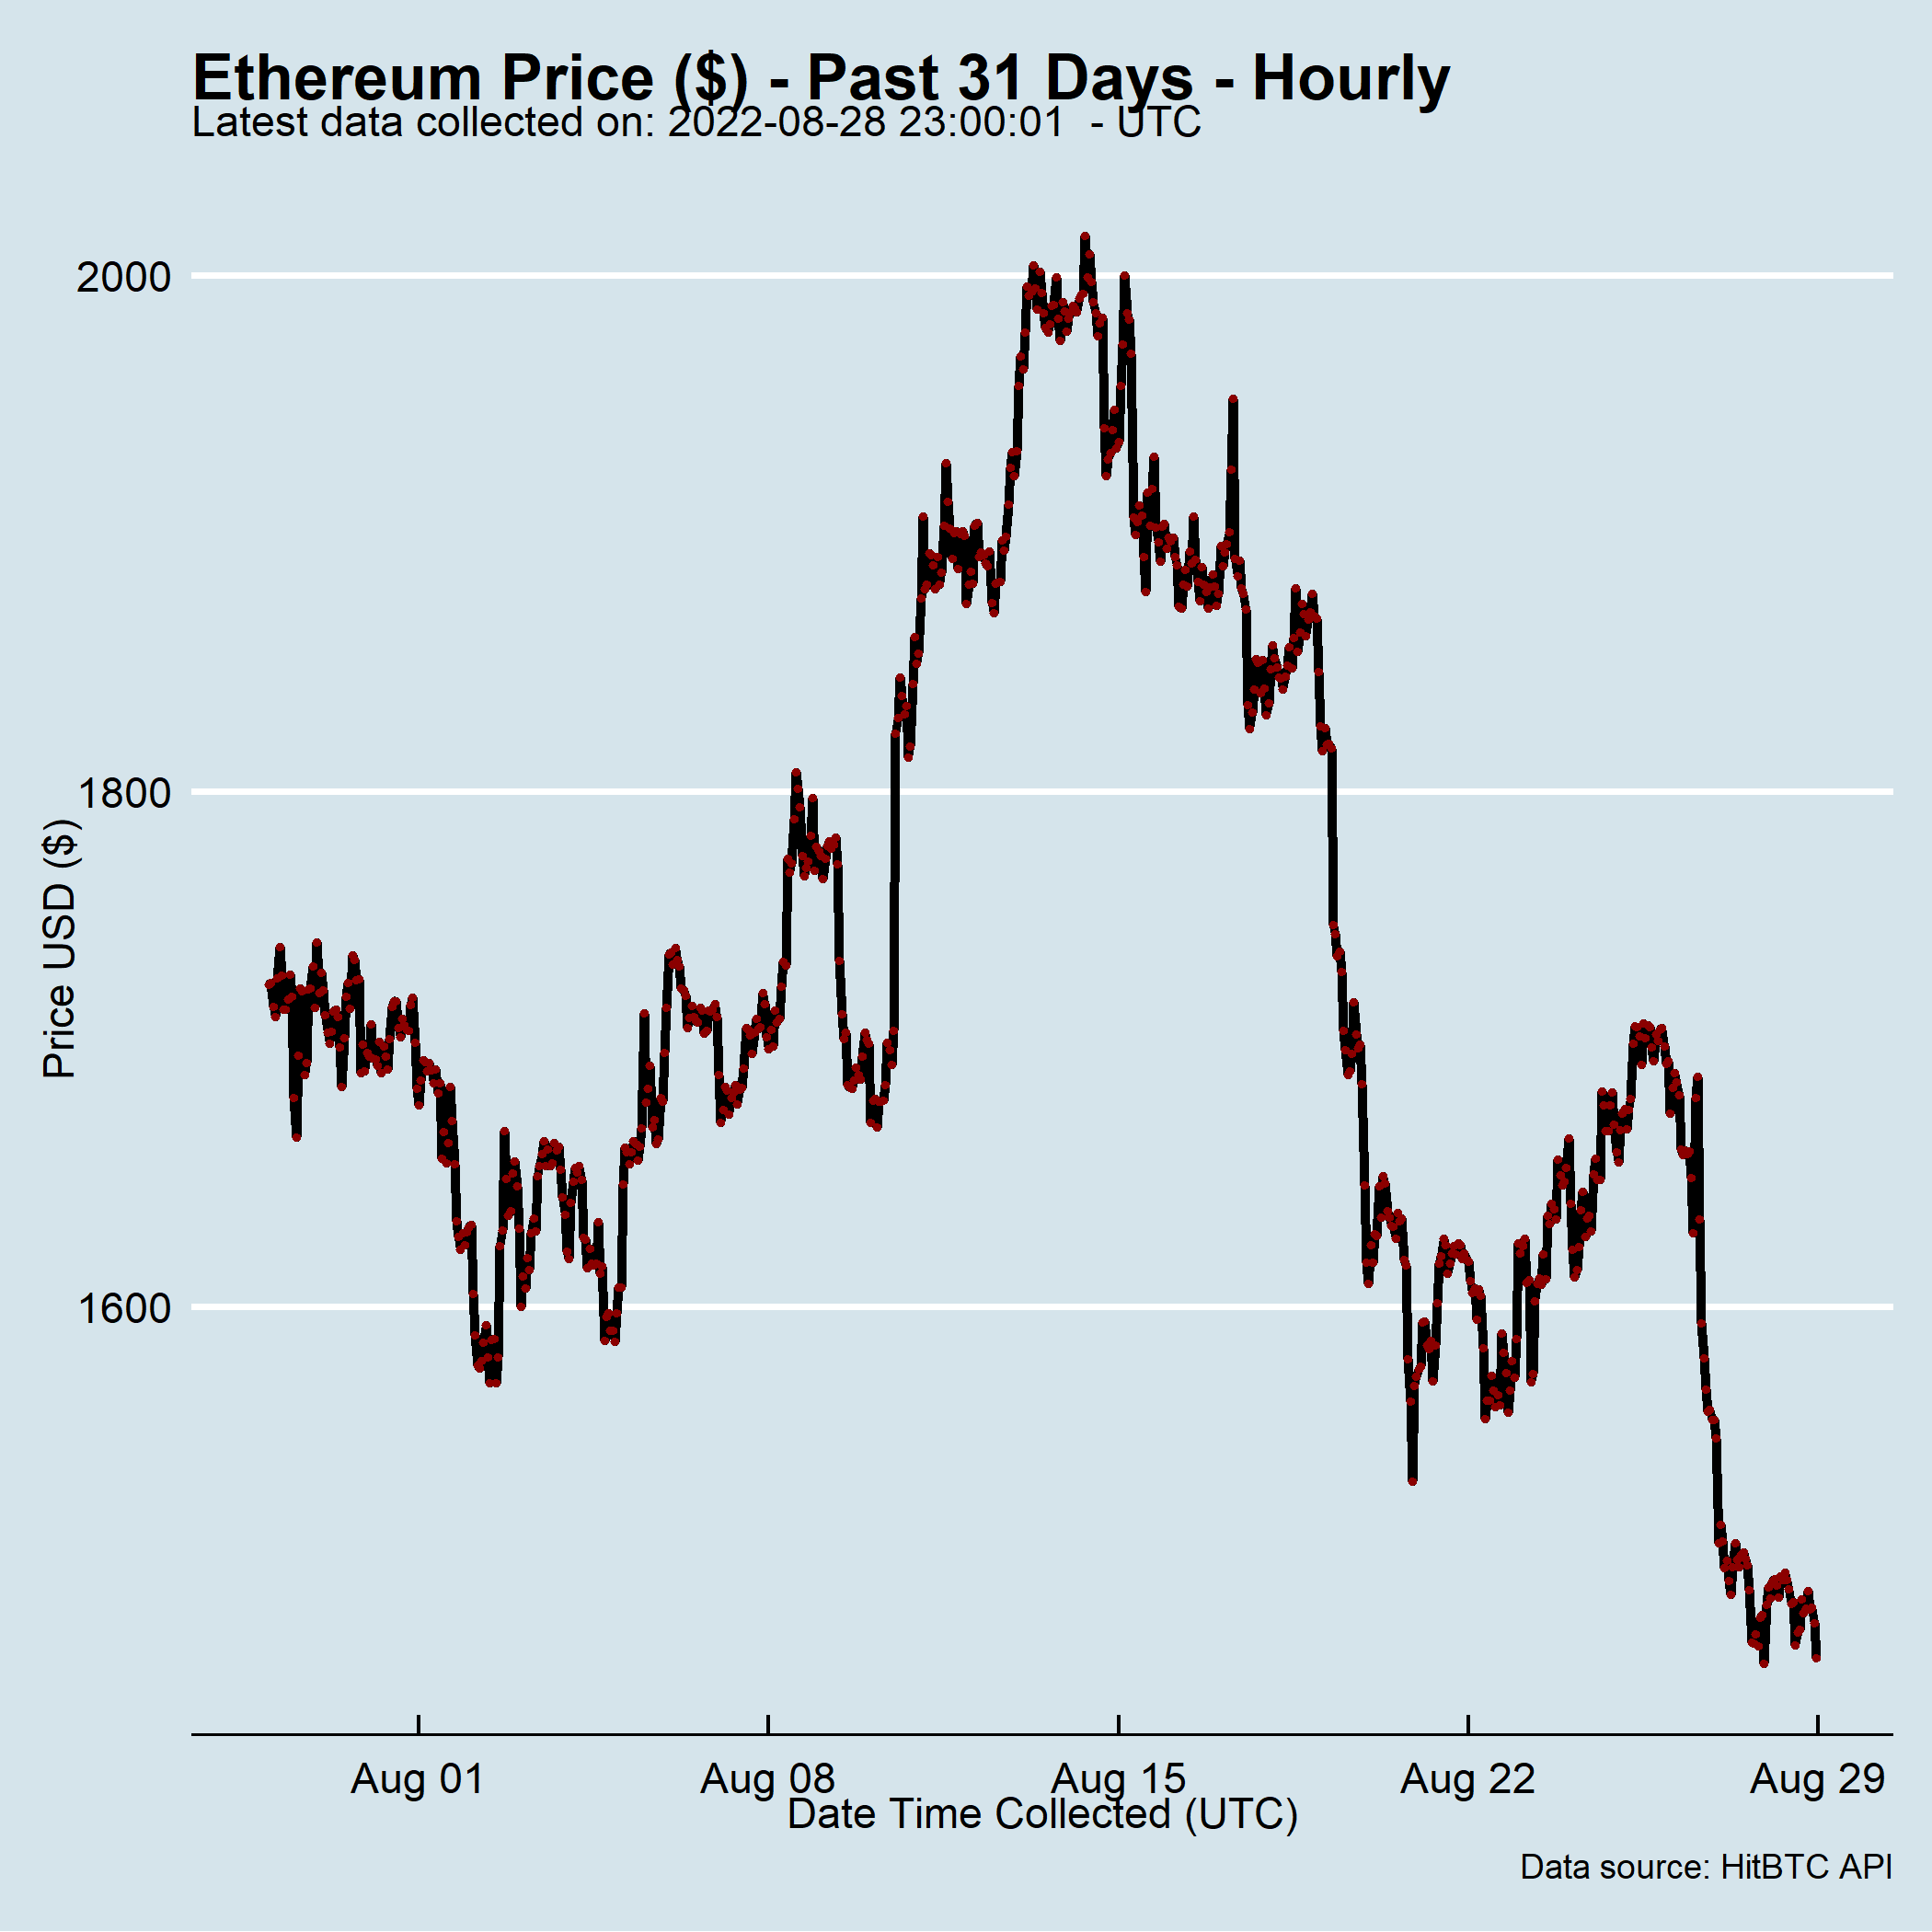 Ethereum Price ($) - Past 31 Days - Hourly
Latest data collected on: 2022-08-28 23:00:01  - UTC
2000
1800
1600
Price USD ($)
Aug 01 Aug 08 Aug 15 Aug 22 Aug 29
Date Time Collected (UTC)
Data source: HitBTC API